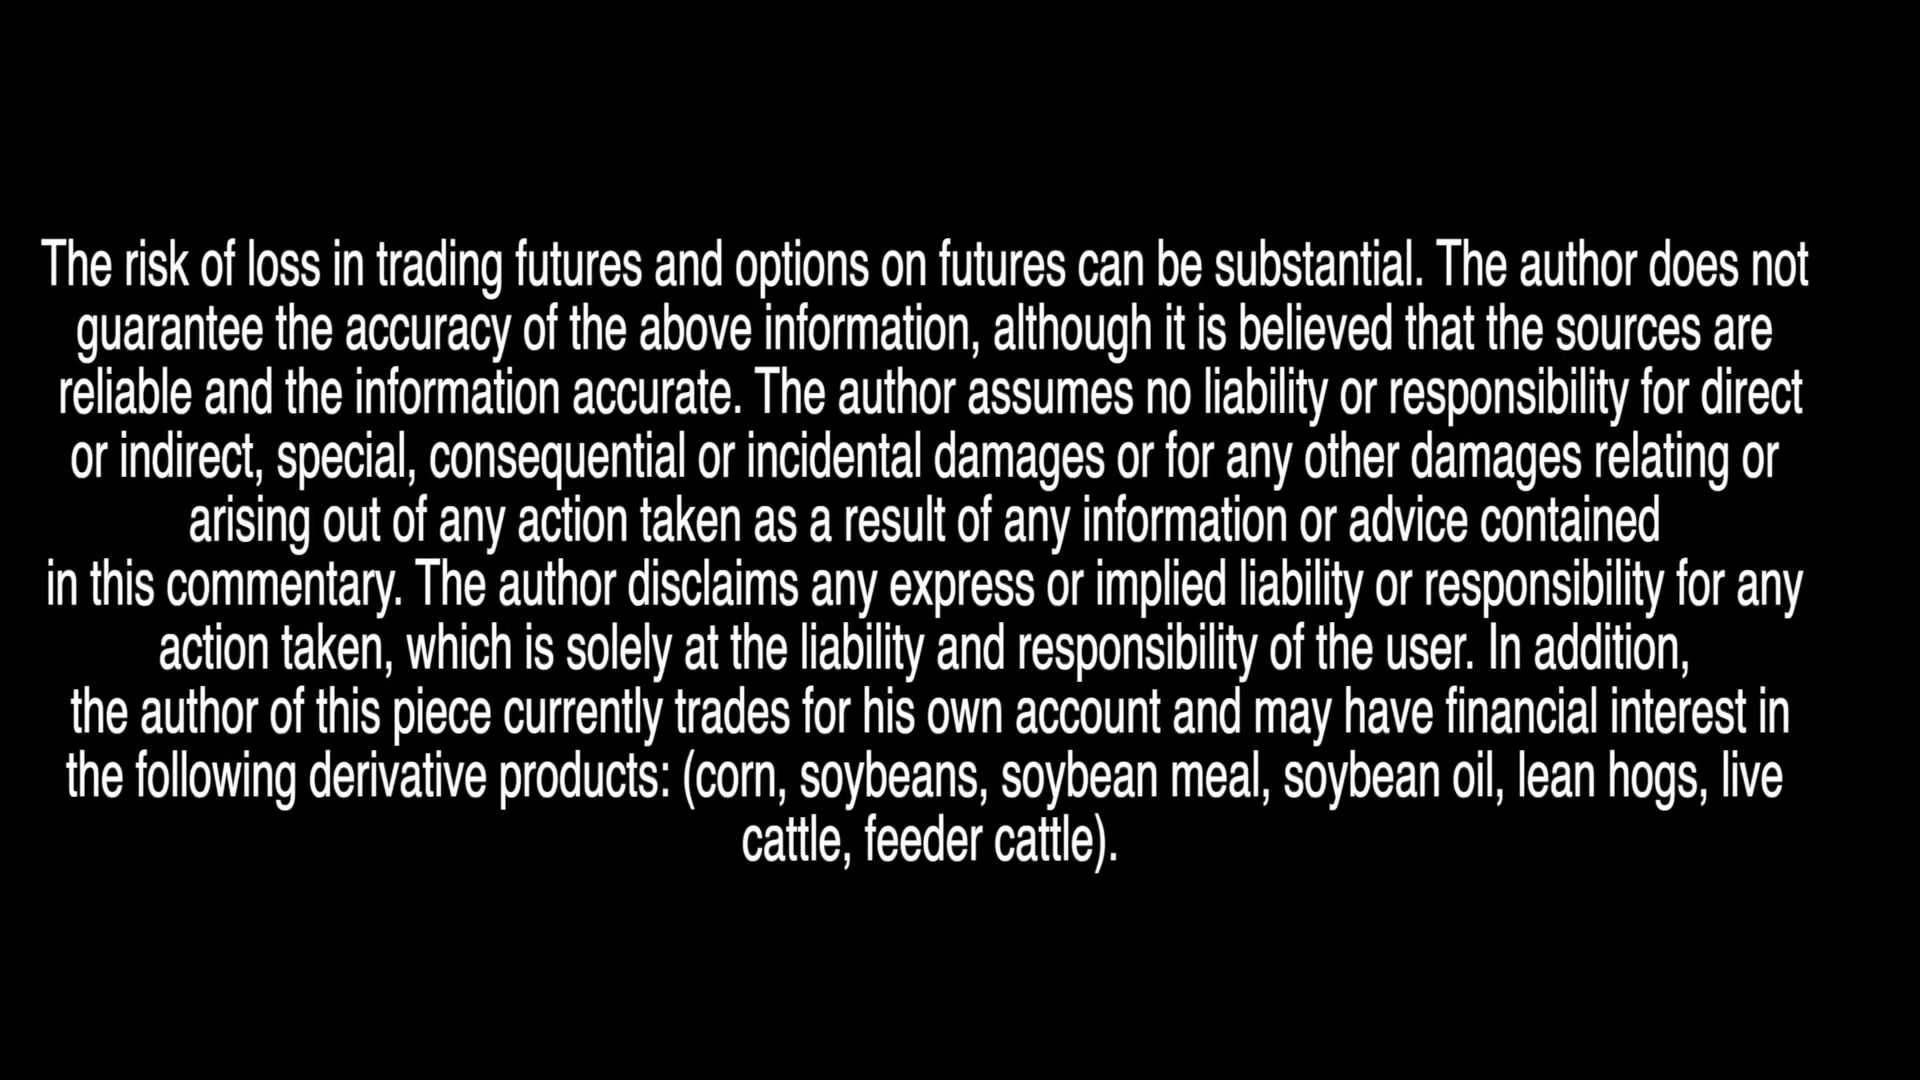 The risk of loss in trading futures and options on futures can be substantial. The author does not
guarantee the accuracy of the above information, although it is believed that the sources are
reliable and the information accurate. The author assumes no liability or responsibility for direct
or indirect, special, consequential or incidental damages or for any other damages relating or
arising out of any action taken as a result of any information or advice contained
in this commentary. The author disclaims any express or implied liability or responsibility for any
action taken, which is solely at the liability and responsibility of the user. In addition,
the author of this piece currently trades for his own account and may have financial interest in
the following derivative products: (corn, soybeans, soybean meal, soybean oil, lean hogs, live
cattle, feeder cattle).